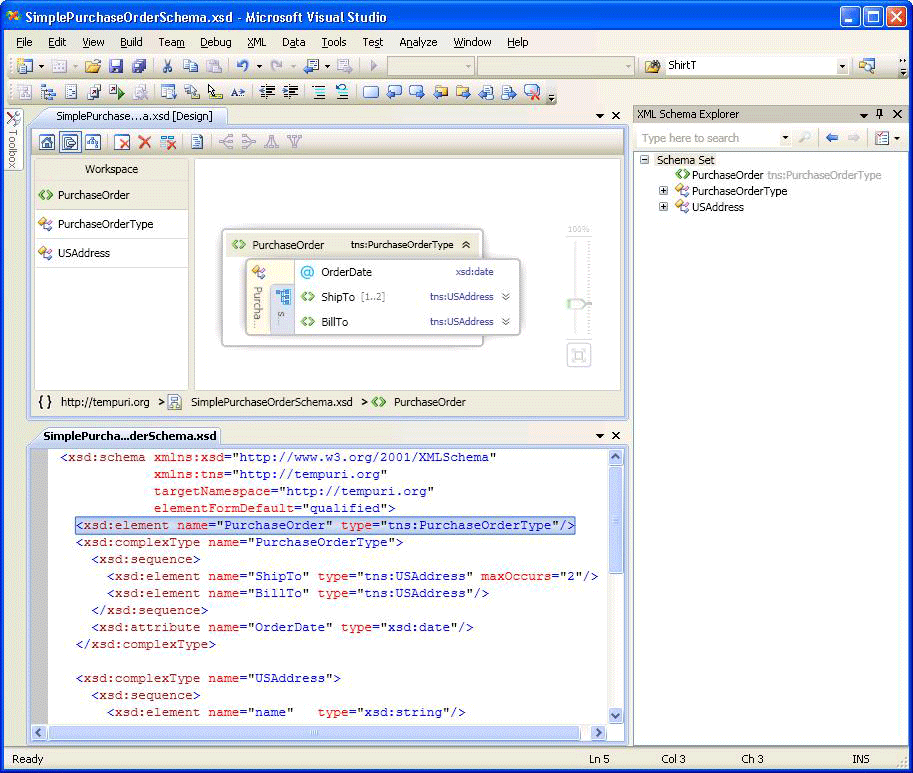 SimplePurchaseOrderSchema.xsd - Microsoft Visual Studio
File Edit View Build Team Debug XML Data Tools Test Analyze Window Help
ShirtT
Toolbox
SimplePurchase...a.xsd [Design]
Workspace
PurchaseOrder
PurchaseOrderType
USAddress
PurchaseOrder tns:PurchaseOrderType
Purcha...
s...
@ OrderDate xsd:date
ShipTo [1..2] tns:USAddress
BillTo tns:USAddress
100%
{ } http://tempuri.org > SimplePurchaseOrderSchema.xsd > PurchaseOrder
XML Schema Explorer
Type here to search
Schema Set
PurchaseOrder tns:PurchaseOrderType
PurchaseOrderType
USAddress
SimplePurcha...derSchema.xsd
<xsd:schema xmlns:xsd="http://www.w3.org/2001/XMLSchema"
xmlns:tns="http://tempuri.org"
targetNamespace="http://tempuri.org"
elementFormDefault="qualified">
<xsd:element name="PurchaseOrder" type="tns:PurchaseOrderType"/>
<xsd:complexType name="PurchaseOrderType">
<xsd:sequence>
<xsd:element name="ShipTo" type="tns:USAddress" maxOccurs="2"/>
<xsd:element name="BillTo" type="tns:USAddress"/>
</xsd:sequence>
<xsd:attribute name="OrderDate" type="xsd:date"/>
</xsd:complexType>
<xsd:complexType name="USAddress">
<xsd:sequence>
<xsd:element name="name" type="xsd:string"/>
Ready Ln 5 Col 3 Ch 3 INS